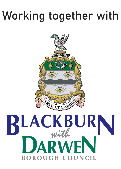 Working together with
BLACKBURN
with
DARWEN
BOROUGH COUNCIL